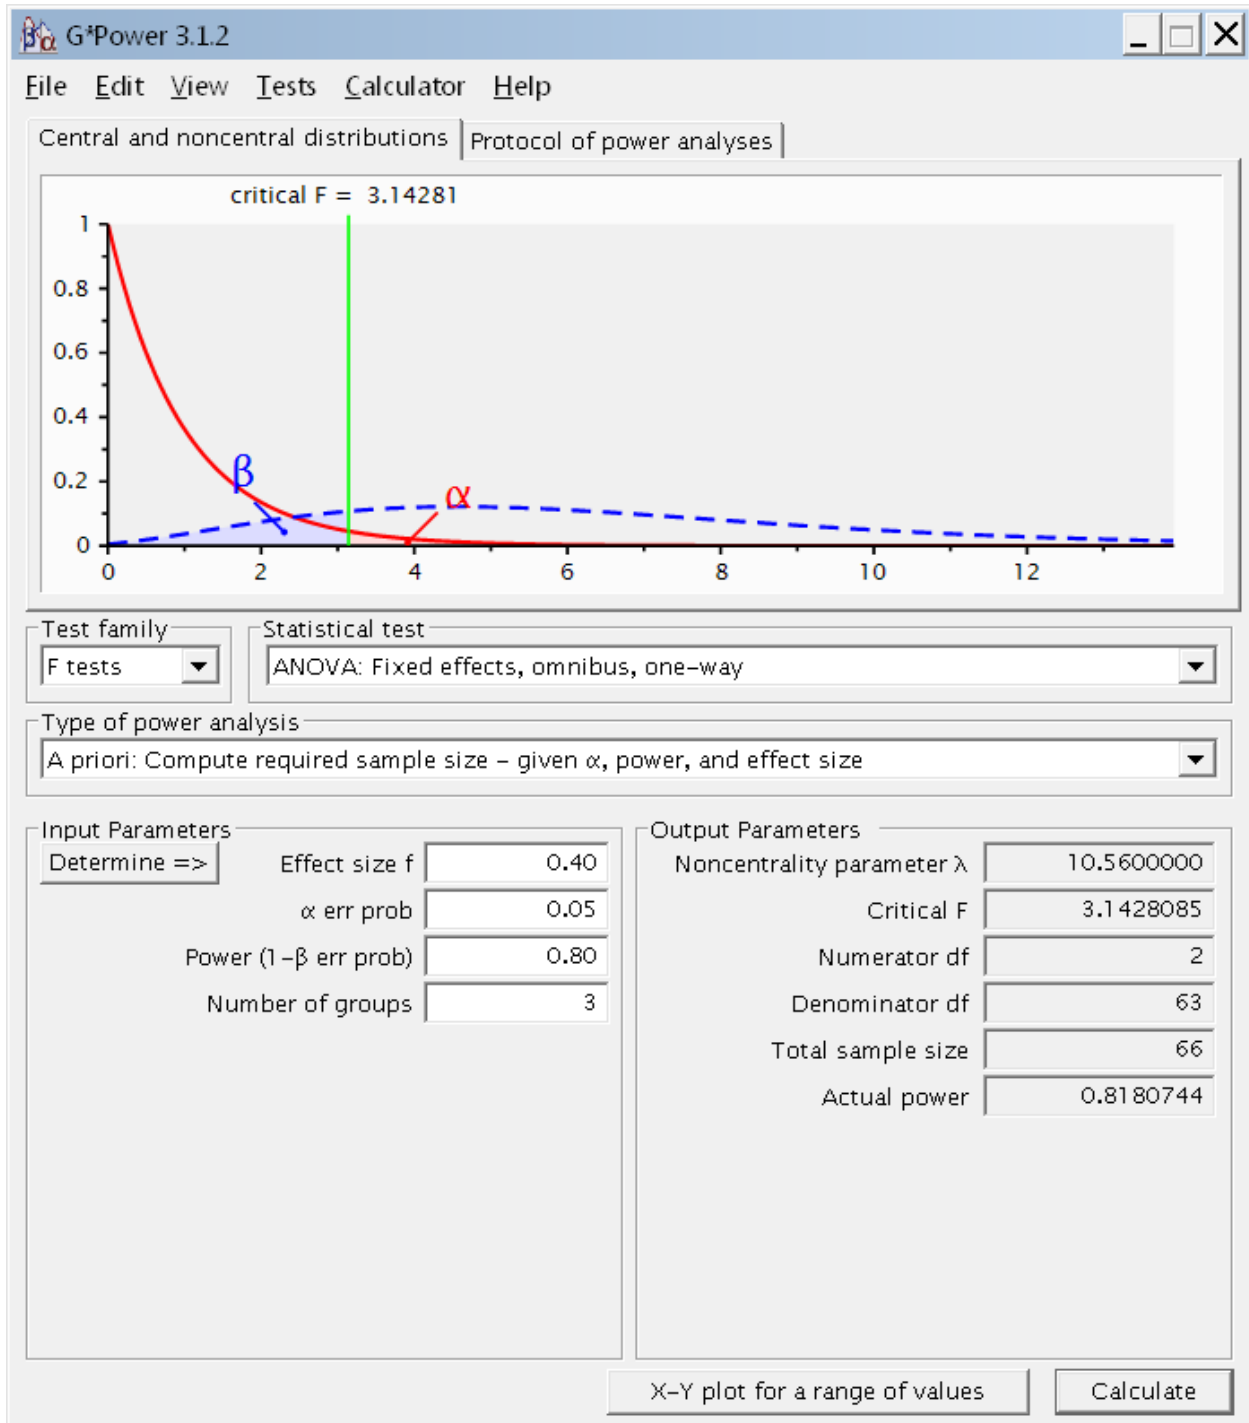 G*Power 3.1.2
File Edit View Tests Calculator Help
Central and noncentral distributions Protocol of power analyses
critical F = 3.14281
1
0.8
0.6
0.4
0.2
0
β
α
0 2 4 6 8 10 12
Test family Statistical test
F tests ANOVA: Fixed effects, omnibus, one-way
Type of power analysis
A priori: Compute required sample size - given α, power, and effect size
Input Parameters Output Parameters
Determine => Effect size f 0.40 Noncentrality parameter λ 10.5600000
α err prob 0.05 Critical F 3.1428085
Power (1-β err prob) 0.80 Numerator df 2
Number of groups 3 Denominator df 63
Total sample size 66
Actual power 0.8180744
X-Y plot for a range of values Calculate